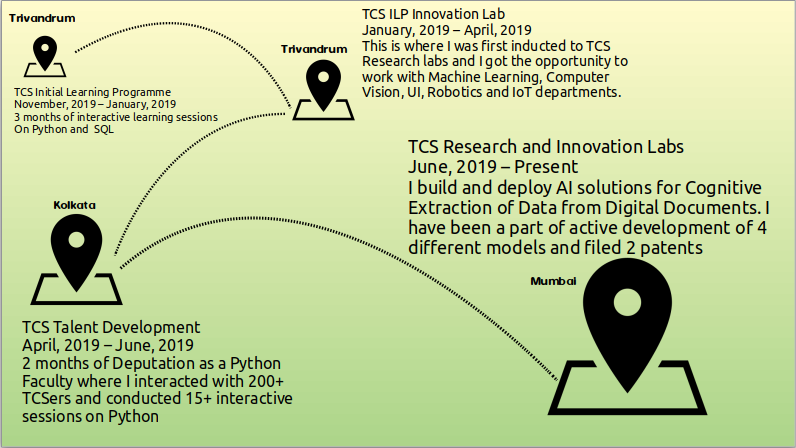 Trivandrum
TCS Initial Learning Programme
November, 2019 – January, 2019
3 months of interactive learning sessions
On Python and  SQL
Trivandrum
TCS ILP Innovation Lab
January, 2019 – April, 2019
This is where I was first inducted to TCS
Research labs and I got the opportunity to
work with Machine Learning, Computer
Vision, UI, Robotics and IoT departments.
Kolkata
TCS Talent Development
April, 2019 – June, 2019
2 months of Deputation as a Python
Faculty where I interacted with 200+
TCSers and conducted 15+ interactive
sessions on Python
TCS Research and Innovation Labs
June, 2019 – Present
I build and deploy AI solutions for Cognitive
Extraction of Data from Digital Documents. I
have been a part of active development of 4
different models and filed 2 patents
Mumbai